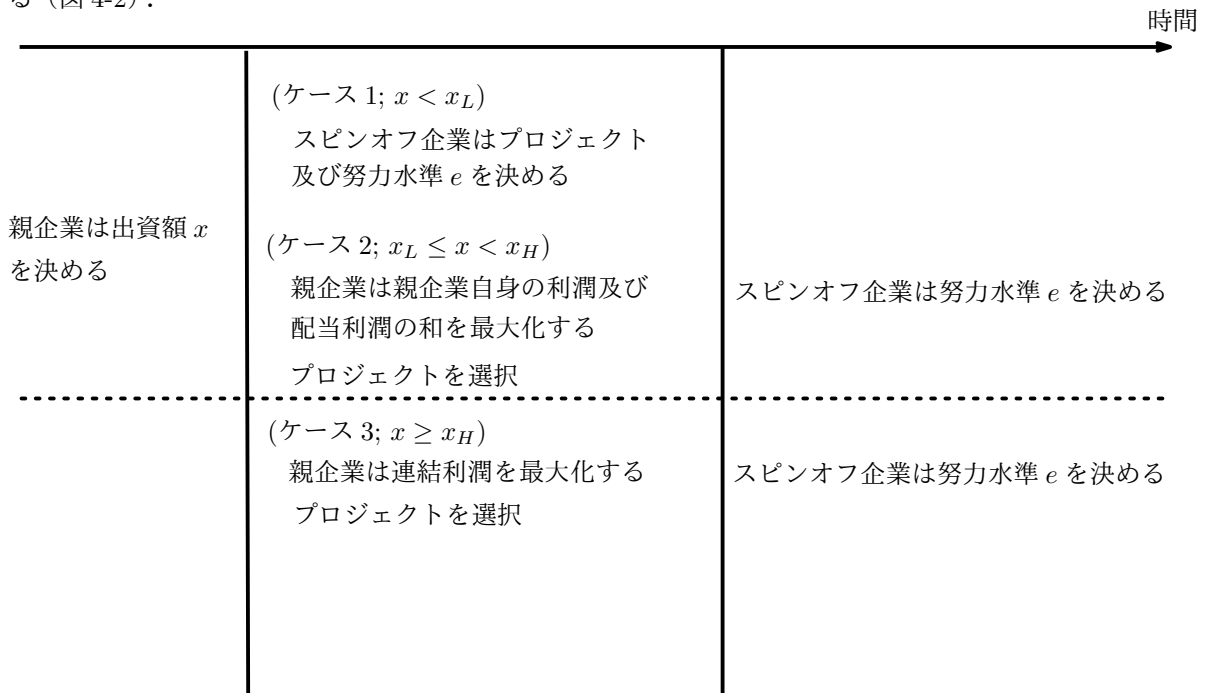 る（図 4-2）．
時間
親企業は出資額 x
を決める
(ケース 1; x < x_L)
スピンオフ企業はプロジェクト
及び努力水準 e を決める
(ケース 2; x_L ≤ x < x_H)
親企業は親企業自身の利潤及び
配当利潤の和を最大化する
プロジェクトを選択
スピンオフ企業は努力水準 e を決める
(ケース 3; x ≥ x_H)
親企業は連結利潤を最大化する
プロジェクトを選択
スピンオフ企業は努力水準 e を決める